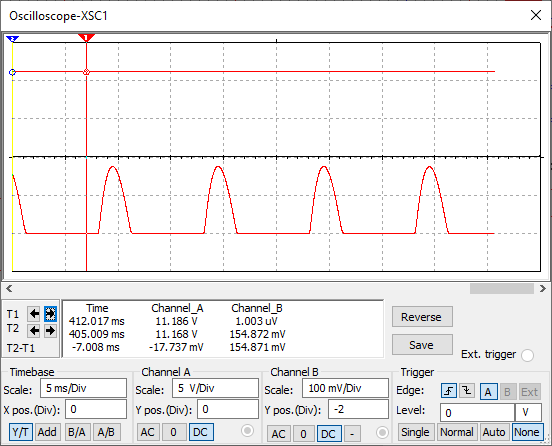 Oscilloscope-XSC1
2 1
T1 Time Channel_A Channel_B
T2 412.017 ms 11.186 V 1.003 uV
405.009 ms 11.168 V 154.872 mV
T2-T1 -7.008 ms -17.737 mV 154.871 mV
Reverse
Save
Ext. trigger
Timebase Channel A Channel B Trigger
Scale: 5 ms/Div Scale: 5 V/Div Scale: 100 mV/Div Edge: A B Ext
X pos.(Div): 0 Y pos.(Div): 0 Y pos.(Div): -2 Level: 0 V
Y/T Add B/A A/B AC 0 DC AC 0 DC - Single Normal Auto None